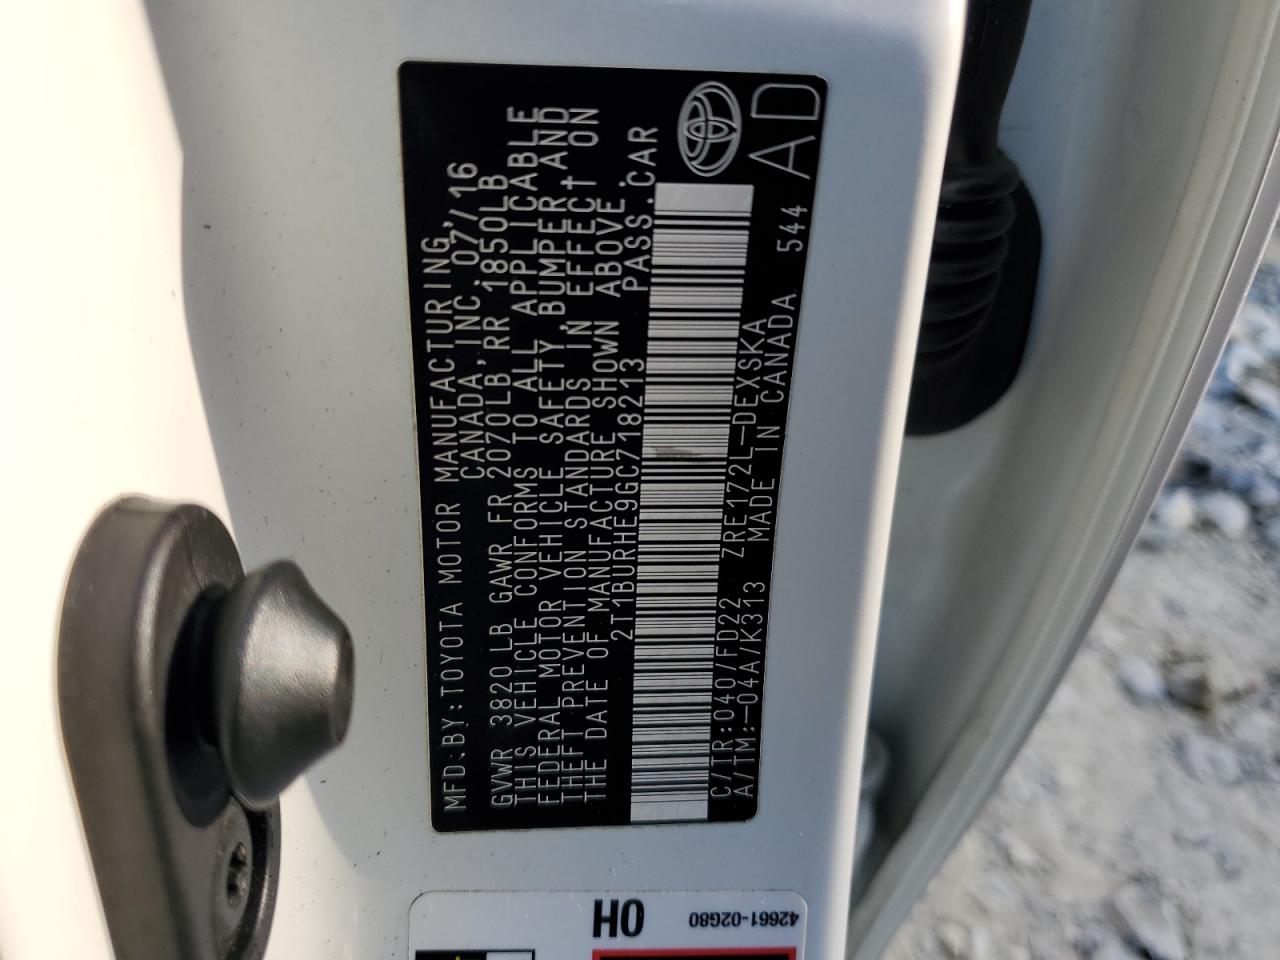 MFD.BY:TOYOTA MOTOR MANUFACTURING
CANADA,INC. 07/16
GVWR 3820 LB GAWR FR 2070LB RR 1850LB
THIS VEHICLE CONFORMS TO ALL APPLICABLE
FEDERAL MOTOR VEHICLE SAFETY,BUMPER,AND
THEFT PREVENTION STANDARDS IN EFFECT ON
THE DATE OF MANUFACTURE SHOWN ABOVE.
2T1BURHE9GC718213 PASS.CAR
C/TR:040/FD22 ZRE172L-DEXSKA
A/TM:-04A/K313 MADE IN CANADA 544
AD
OH
42661-02G80